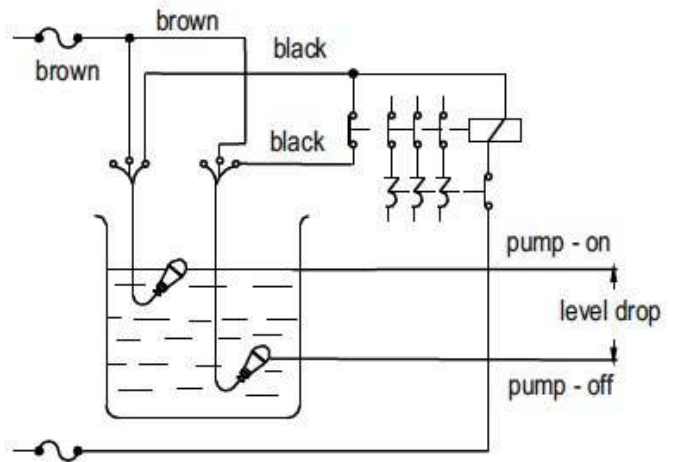 brown
brown
black
black
pump - on
level drop
pump - off